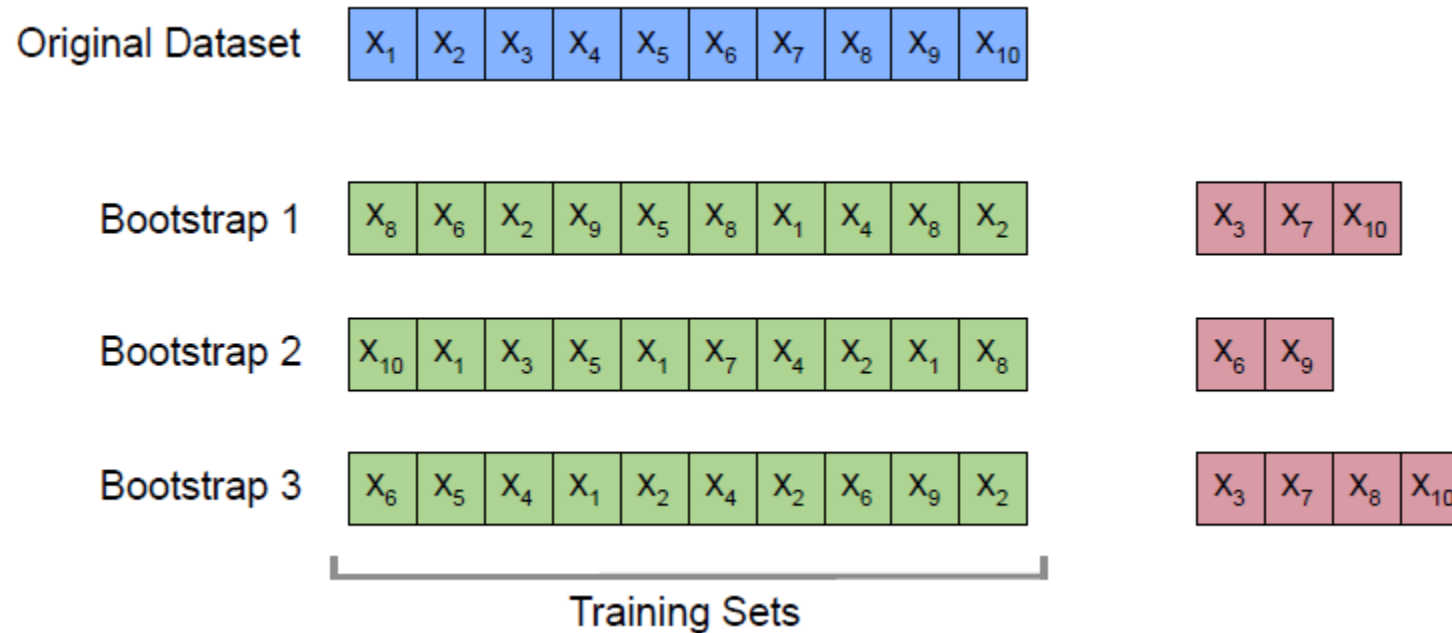 Original Dataset X₁ X₂ X₃ X₄ X₅ X₆ X₇ X₈ X₉ X₁₀
Bootstrap 1 X₈ X₆ X₂ X₉ X₅ X₈ X₁ X₄ X₈ X₂ X₃ X₇ X₁₀
Bootstrap 2 X₁₀ X₁ X₃ X₅ X₁ X₇ X₄ X₂ X₁ X₈ X₆ X₉
Bootstrap 3 X₆ X₅ X₄ X₁ X₂ X₄ X₂ X₆ X₉ X₂ X₃ X₇ X₈ X₁₀
Training Sets